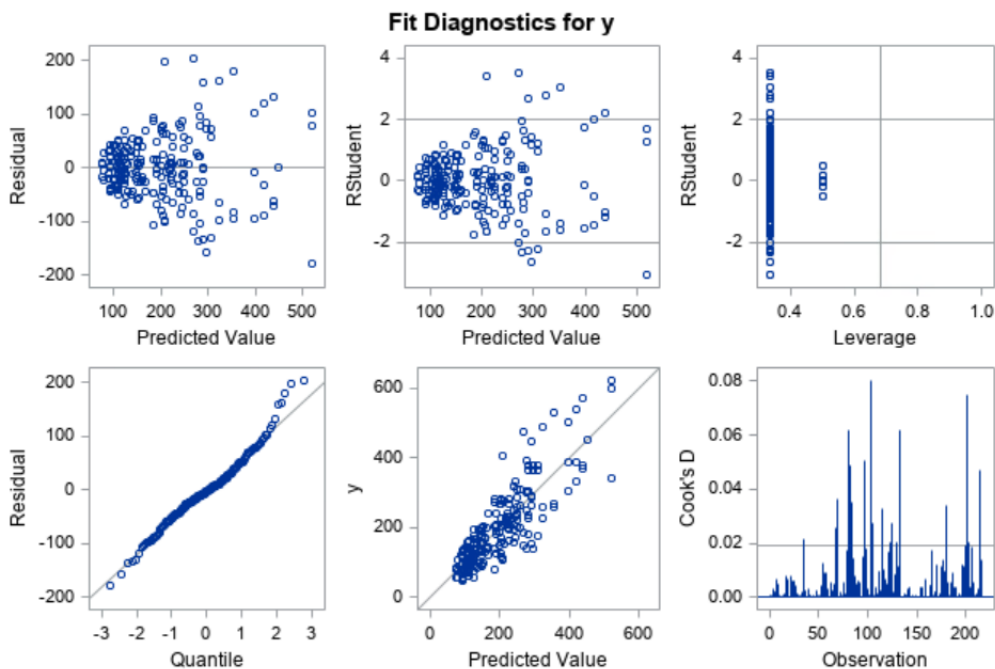 Fit Diagnostics for y
200
100
0
-100
-200
Residual
100 200 300 400 500
Predicted Value
4
2
0
-2
RStudent
100 200 300 400 500
Predicted Value
4
2
0
-2
RStudent
0.4 0.6 0.8 1.0
Leverage
200
100
0
-100
-200
Residual
-3 -2 -1 0 1 2 3
Quantile
600
400
200
0
y
0 200 400 600
Predicted Value
0.08
0.06
0.04
0.02
0.00
Cook's D
0 50 100 150 200
Observation